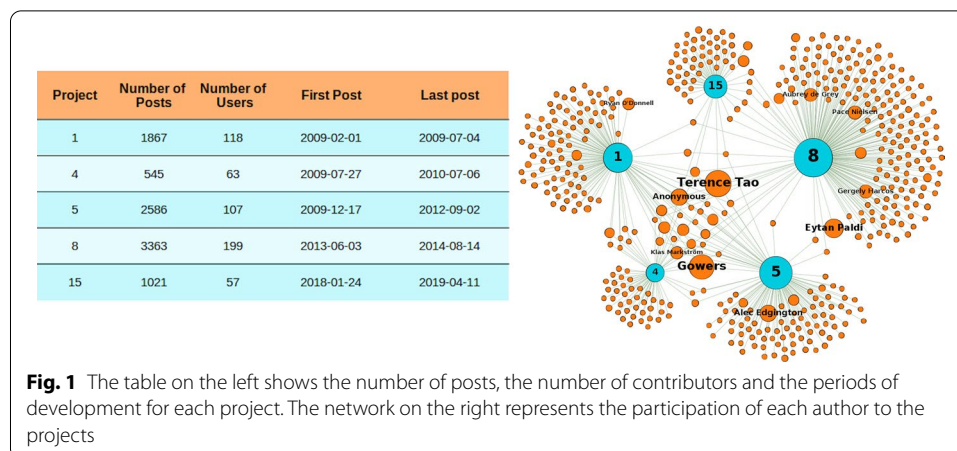 Project Number of Posts Number of Users First Post Last post
1 1867 118 2009-02-01 2009-07-04
4 545 63 2009-07-27 2010-07-06
5 2586 107 2009-12-17 2012-09-02
8 3363 199 2013-06-03 2014-08-14
15 1021 57 2018-01-24 2019-04-11
15
Aubrey de Grey
Ryan O'Donnell
Pace Nielsen
1
8
Terence Tao
Anonymous
Gergely Harcos
Eytan Paldi
Klas Markström
Gowers
4
5
Alec Edgington
Fig. 1 The table on the left shows the number of posts, the number of contributors and the periods of
development for each project. The network on the right represents the participation of each author to the
projects